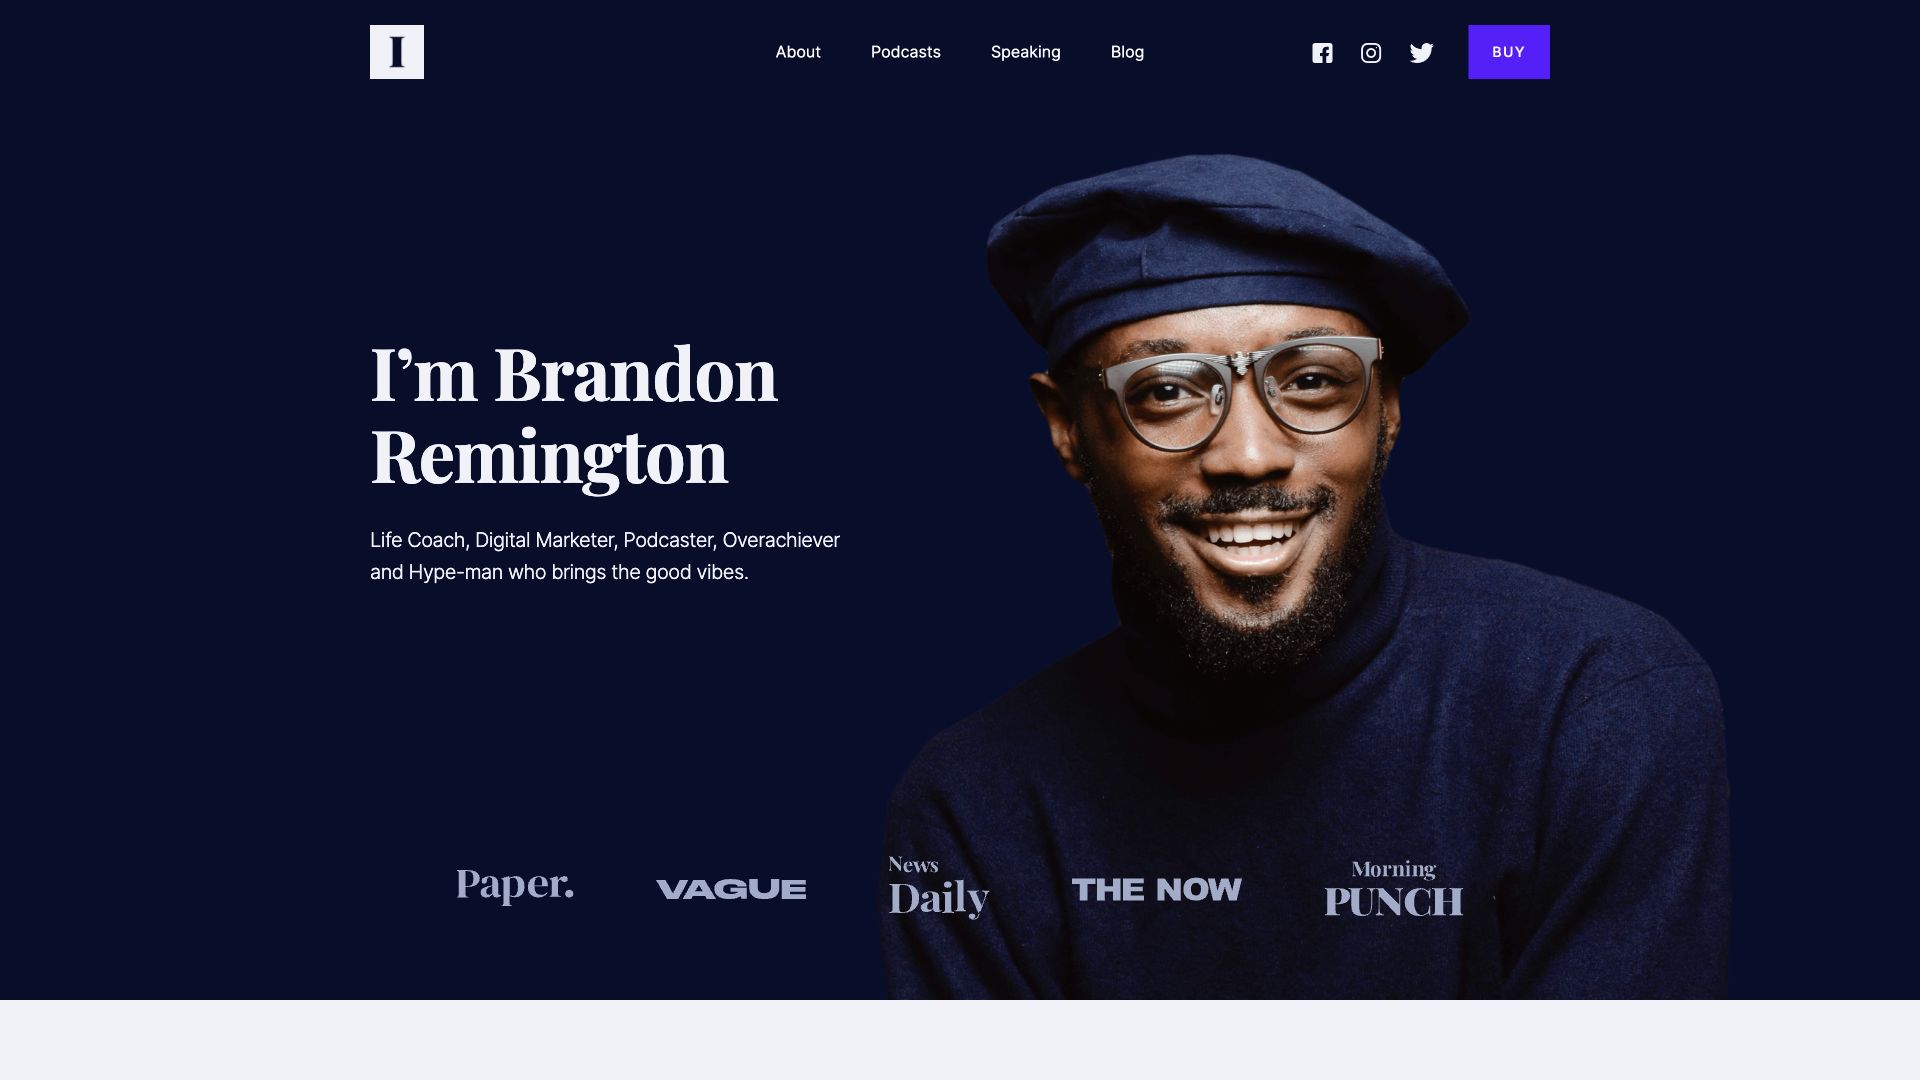 I
About
Podcasts
Speaking
Blog
BUY
I’m Brandon
Remington
Life Coach, Digital Marketer, Podcaster, Overachiever
and Hype-man who brings the good vibes.
Paper.
VAGUE
News
Daily
THE NOW
Morning
PUNCH